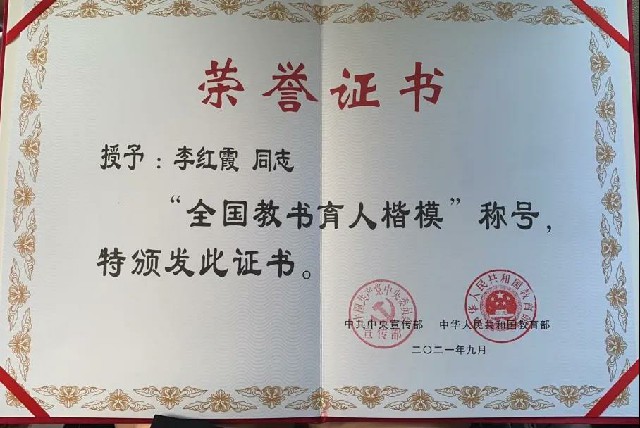 荣誉证书
授予：李红霞 同志
“全国教书育人楷模”称号，
特颁发此证书。
中共中央宣传部 中华人民共和国教育部
二〇二一年九月